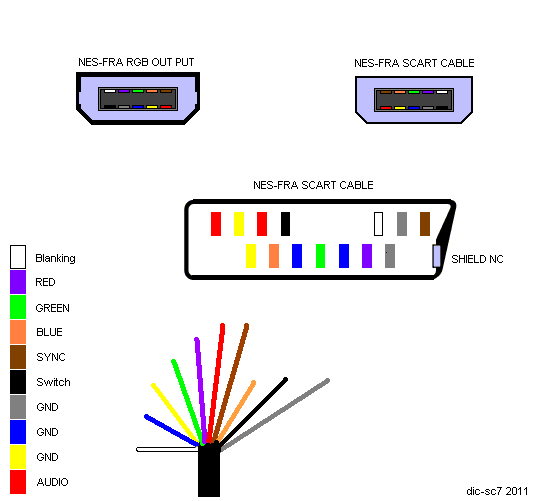 NES-FRA RGB OUT PUT
NES-FRA SCART CABLE
NES-FRA SCART CABLE
SHIELD NC
Blanking
RED
GREEN
BLUE
SYNC
Switch
GND
GND
GND
AUDIO
dic-sc7 2011